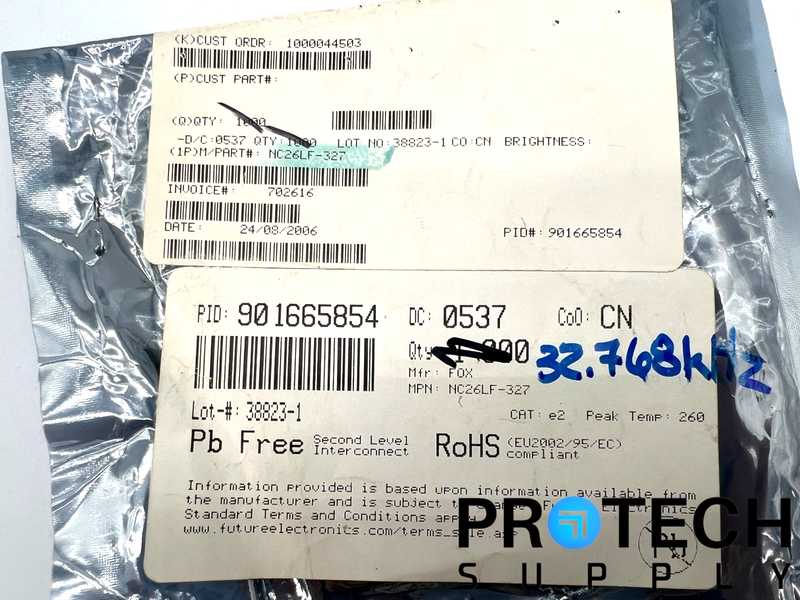 (K)CUST ORDR: 1000044503
(P)CUST PART#:
(Q)QTY: 1000
-D/C:0537 QTY:1000 LOT NO:38823-1 CO:CN BRIGHTNESS:
(1P)M/PART#: NC26LF-327
INVOICE#: 702616
DATE: 24/08/2006 PID#: 901665854
PID: 901665854 DC: 0537 CoO: CN
Qty 000 32.768kHz
Mfr: FOX
MPN: NC26LF-327
Lot-#: 38823-1
CAT: e2 Peak Temp: 260
Pb Free Second Level Interconnect RoHS (EU2002/95/EC) compliant
Information provided is based upon information available from
the manufacturer and is subject to Electronics
Standard Terms and Conditions
www.futureelectronics.com/terms_sale.asp
PROTECH
SUPPLY